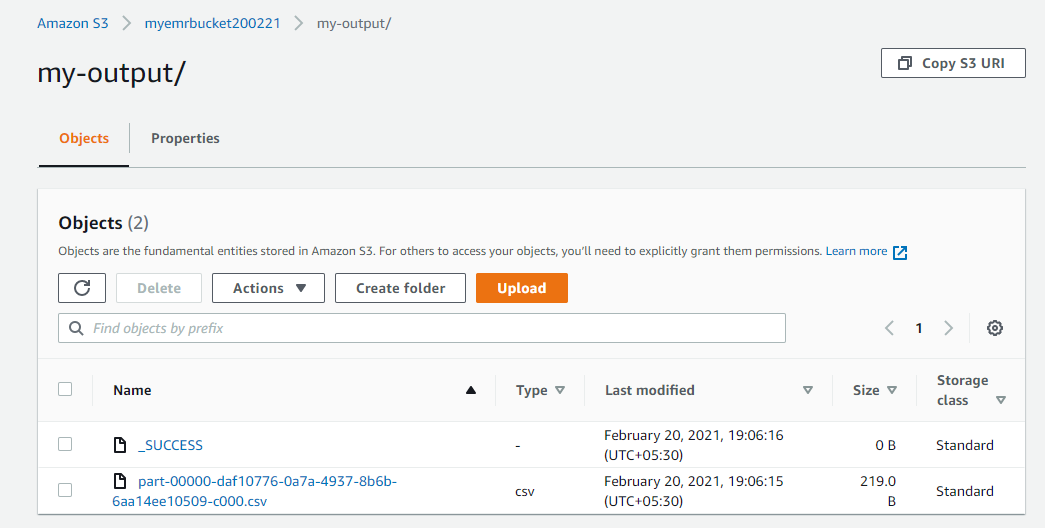 Amazon S3 > myemrbucket200221 > my-output/
my-output/
Copy S3 URI
Objects Properties
Objects (2)
Objects are the fundamental entities stored in Amazon S3. For others to access your objects, you'll need to explicitly grant them permissions. Learn more
Delete Actions Create folder Upload
Find objects by prefix 1
Name Type Last modified Size Storage class
_SUCCESS - February 20, 2021, 19:06:16 (UTC+05:30) 0 B Standard
part-00000-daf10776-0a7a-4937-8b6b-
6aa14ee10509-c000.csv csv February 20, 2021, 19:06:15 (UTC+05:30) 219.0 B Standard